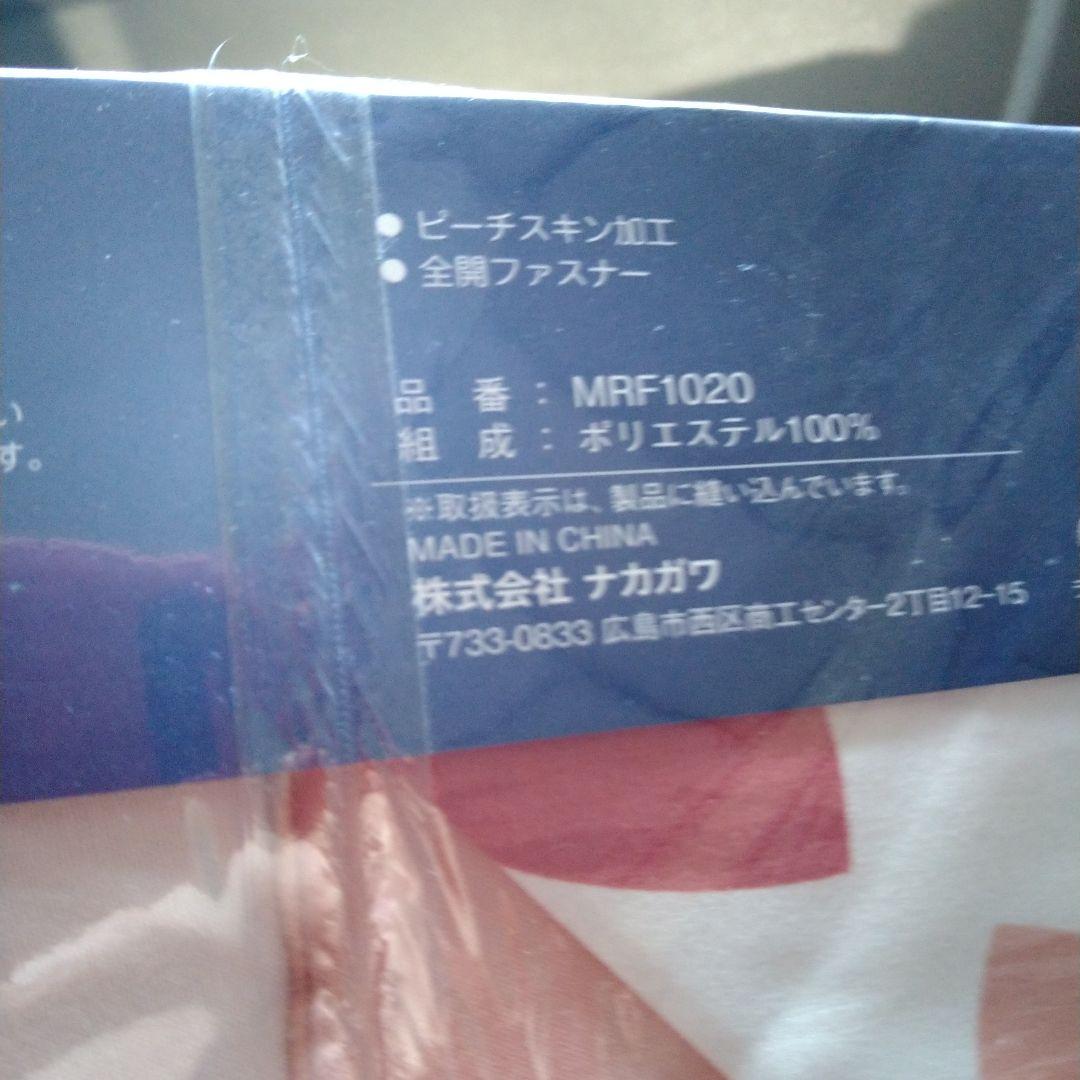 ● ピーチスキン加工
● 全開ファスナー
い
す。
品 番 : MRF1020
組 成 : ポリエステル100%
※取扱表示は、製品に縫い込んでいます。
MADE IN CHINA
株式会社 ナカガワ
〒733-0833 広島市西区商工センター2丁目12-15